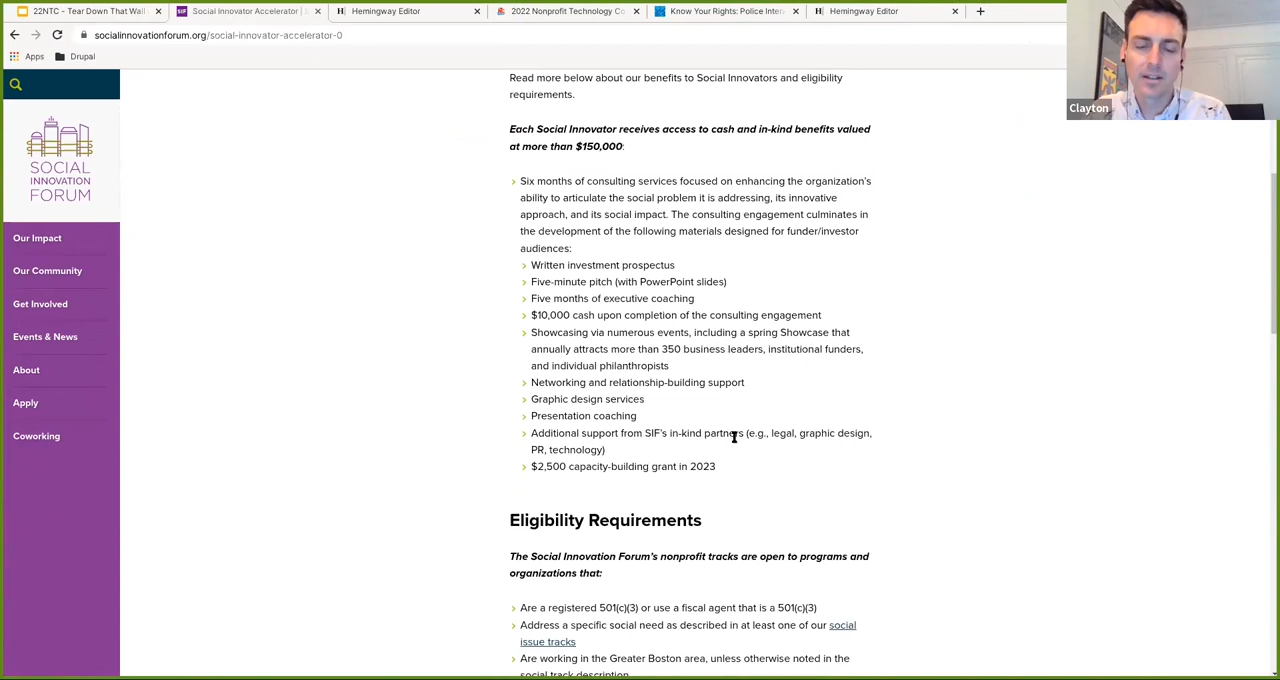 22NTC - Tear Down That Wall
Social Innovator Accelerator |
Hemingway Editor
2022 Nonprofit Technology Co
Know Your Rights: Police Inter
Hemingway Editor
socialinnovationforum.org/social-innovator-accelerator-0
Apps
Drupal
Clayton
SOCIAL
INNOVATION
FORUM
Our Impact
Our Community
Get Involved
Events & News
About
Apply
Coworking
Read more below about our benefits to Social Innovators and eligibility
requirements.
Each Social Innovator receives access to cash and in-kind benefits valued
at more than $150,000:
Six months of consulting services focused on enhancing the organization's
ability to articulate the social problem it is addressing, its innovative
approach, and its social impact. The consulting engagement culminates in
the development of the following materials designed for funder/investor
audiences:
Written investment prospectus
Five-minute pitch (with PowerPoint slides)
Five months of executive coaching
$10,000 cash upon completion of the consulting engagement
Showcasing via numerous events, including a spring Showcase that
annually attracts more than 350 business leaders, institutional funders,
and individual philanthropists
Networking and relationship-building support
Graphic design services
Presentation coaching
Additional support from SIF's in-kind partners (e.g., legal, graphic design,
PR, technology)
$2,500 capacity-building grant in 2023
Eligibility Requirements
The Social Innovation Forum's nonprofit tracks are open to programs and
organizations that:
Are a registered 501(c)(3) or use a fiscal agent that is a 501(c)(3)
Address a specific social need as described in at least one of our social
issue tracks
Are working in the Greater Boston area, unless otherwise noted in the
social track description